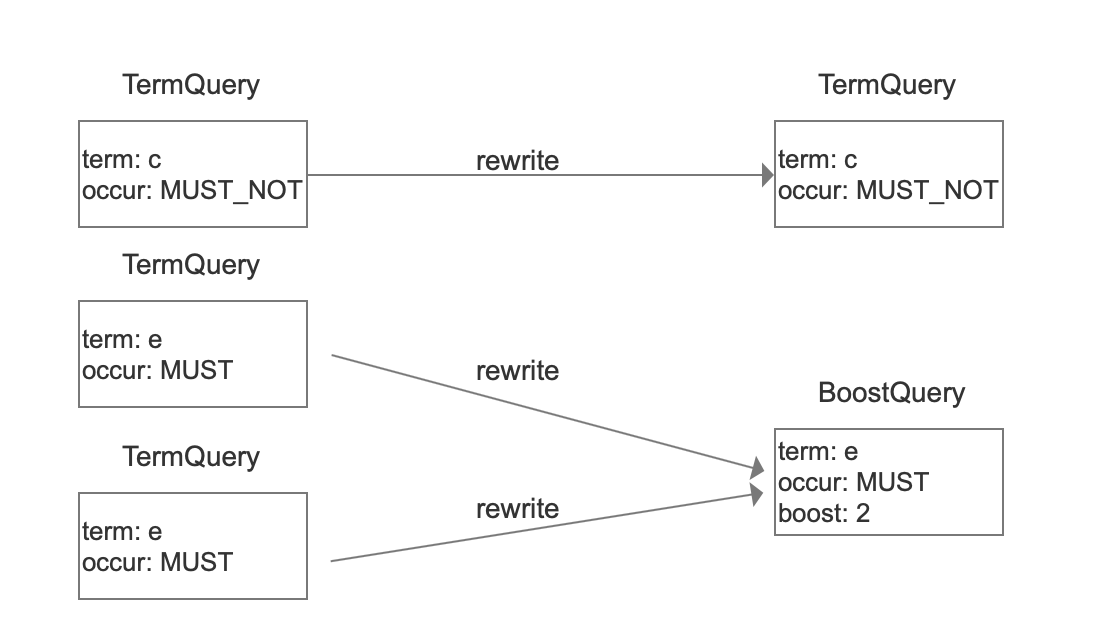 TermQuery
TermQuery
term: c
occur: MUST_NOT
rewrite
term: c
occur: MUST_NOT
TermQuery
term: e
occur: MUST
rewrite
BoostQuery
TermQuery
term: e
occur: MUST
boost: 2
rewrite
term: e
occur: MUST